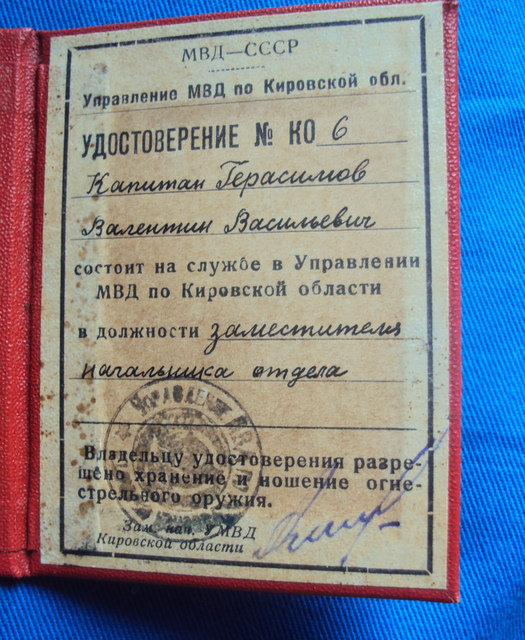 МВД—СССР
Управление МВД по Кировской обл.
УДОСТОВЕРЕНИЕ № КО 6
Капитан Герасимов
Валентин Васильевич
состоит на службе в Управлении
МВД по Кировской области
в должности заместителя
начальника отдела
Владельцу удостоверения разре-
шено хранение и ношение огне-
стрельного оружия.
Зам. нач. УМВД
Кировской области
УПРАВЛЕНИЕ